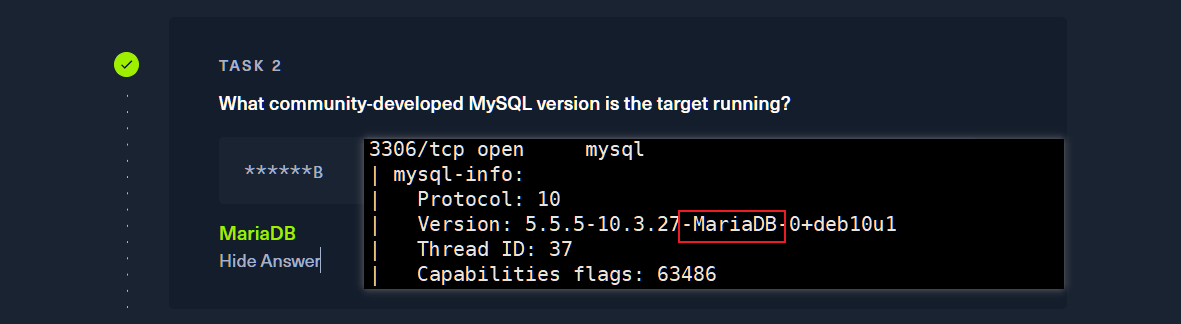 TASK 2
What community-developed MySQL version is the target running?
******B
MariaDB
Hide Answer
3306/tcp open     mysql
| mysql-info:
|   Protocol: 10
|   Version: 5.5.5-10.3.27-MariaDB-0+deb10u1
|   Thread ID: 37
|   Capabilities flags: 63486